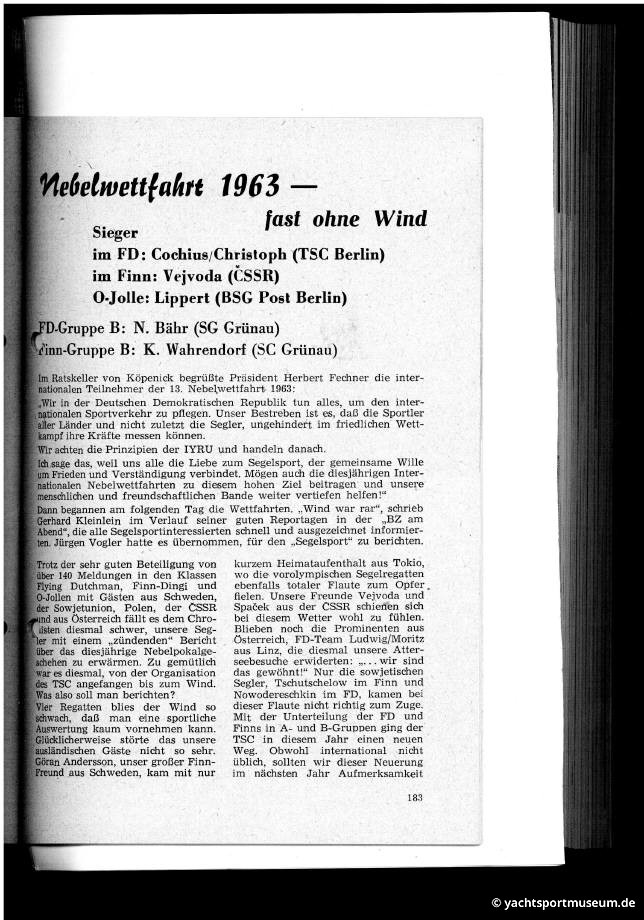 Nebelwettfahrt 1963 —
fast ohne Wind
Sieger
im FD: Cochius/Christoph (TSC Berlin)
im Finn: Vejvoda (ČSSR)
O-Jolle: Lippert (BSG Post Berlin)
FD-Gruppe B: N. Bähr (SG Grünau)
Finn-Gruppe B: K. Wahrendorf (SC Grünau)
Im Ratskeller von Köpenick begrüßte Präsident Herbert Fechner die inter-
nationalen Teilnehmer der 13. Nebelwettfahrt 1963:
„Wir in der Deutschen Demokratischen Republik tun alles, um den inter-
nationalen Sportverkehr zu pflegen. Unser Bestreben ist es, daß die Sportler
aller Länder und nicht zuletzt die Segler, ungehindert im friedlichen Wett-
kampf ihre Kräfte messen können.
Wir achten die Prinzipien der IYRU und handeln danach.
Ich sage das, weil uns alle die Liebe zum Segelsport, der gemeinsame Wille
um Frieden und Verständigung verbindet. Mögen auch die diesjährigen Inter-
nationalen Nebelwettfahrten zu diesem hohen Ziel beitragen und unsere
menschlichen und freundschaftlichen Bande weiter vertiefen helfen!“
Dann begannen am folgenden Tag die Wettfahrten. „Wind war rar“, schrieb
Gerhard Kleinlein im Verlauf seiner guten Reportagen in der „BZ am
Abend“, die alle Segelsportinteressierten schnell und ausgezeichnet informier-
ten. Jürgen Vogler hatte es übernommen, für den „Segelsport“ zu berichten.
Trotz der sehr guten Beteiligung von
über 140 Meldungen in den Klassen
Flying Dutchman, Finn-Dingi und
O-Jollen mit Gästen aus Schweden,
der Sowjetunion, Polen, der ČSSR
und aus Österreich fällt es dem Chro-
nisten diesmal schwer, unsere Seg-
ler mit einem „zündenden“ Bericht
über das diesjährige Nebelpokalge-
schehen zu erwärmen. Zu gemütlich
war es diesmal, von der Organisation
des TSC angefangen bis zum Wind.
Was also soll man berichten?
Vier Regatten blies der Wind so
schwach, daß man eine sportliche
Auswertung kaum vornehmen kann.
Glücklicherweise störte das unsere
ausländischen Gäste nicht so sehr.
Göran Andersson, unser großer Finn-
Freund aus Schweden, kam mit nur
kurzem Heimataufenthalt aus Tokio,
wo die vorolympischen Segelregatten
ebenfalls totaler Flaute zum Opfer
fielen. Unsere Freunde Vejvoda und
Spaček aus der ČSSR schienen sich
bei diesem Wetter wohl zu fühlen.
Blieben noch die Prominenten aus
Österreich, FD-Team Ludwig/Moritz
aus Linz, die diesmal unsere Atter-
seebesuche erwiderten: „... wir sind
das gewöhnt!“ Nur die sowjetischen
Segler, Tschutschelow im Finn und
Nowodereschkin im FD, kamen bei
dieser Flaute nicht richtig zum Zuge.
Mit der Unterteilung der FD und
Finns in A- und B-Gruppen ging der
TSC in diesem Jahr einen neuen
Weg. Obwohl international nicht
üblich, sollten wir dieser Neuerung
im nächsten Jahr Aufmerksamkeit
183
© yachtsportmuseum.de